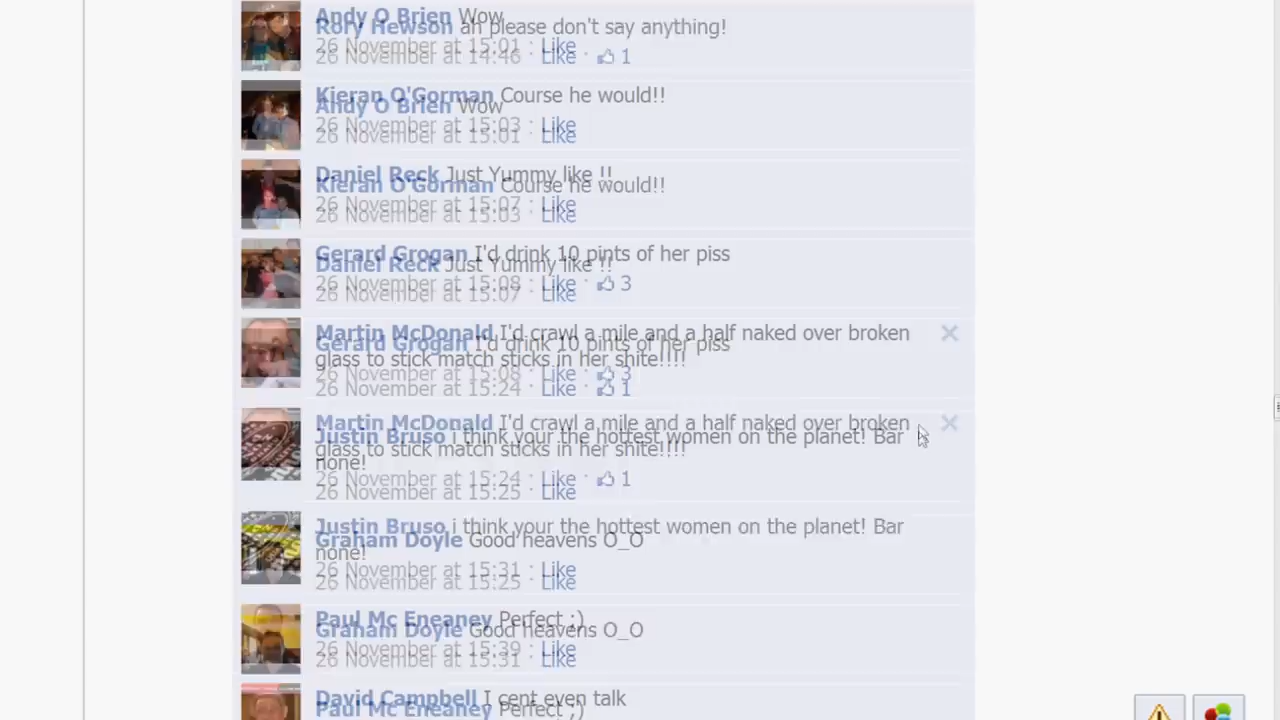 Andy O Brien Wow
Rory Hewson ah please don't say anything!
26 November at 15:01 · Like
26 November at 14:46 · Like · 1
Kieran O'Gorman Course he would!!
Andy O Brien Wow
26 November at 15:03 · Like
26 November at 15:01 · Like
Daniel Reck Just Yummy like !!
Kieran O'Gorman Course he would!!
26 November at 15:07 · Like
26 November at 15:03 · Like
Gerard Grogan I'd drink 10 pints of her piss
Daniel Reck Just Yummy like !!
26 November at 15:08 · Like · 3
26 November at 15:07 · Like
Martin McDonald I'd crawl a mile and a half naked over broken
Gerard Grogan I'd drink 10 pints of her piss
glass to stick match sticks in her shite!!!!
26 November at 15:08 · Like · 3
26 November at 15:24 · Like · 1
Martin McDonald I'd crawl a mile and a half naked over broken
Justin Bruso i think your the hottest women on the planet! Bar
glass to stick match sticks in her shite!!!!
none!
26 November at 15:24 · Like · 1
26 November at 15:25 · Like
Justin Bruso i think your the hottest women on the planet! Bar
Graham Doyle Good heavens O_O
none!
26 November at 15:31 · Like
26 November at 15:25 · Like
Paul Mc Eneaney Perfect ;)
Graham Doyle Good heavens O_O
26 November at 15:39 · Like
26 November at 15:31 · Like
David Campbell I cent even talk
Paul Mc Eneaney Perfect ;)